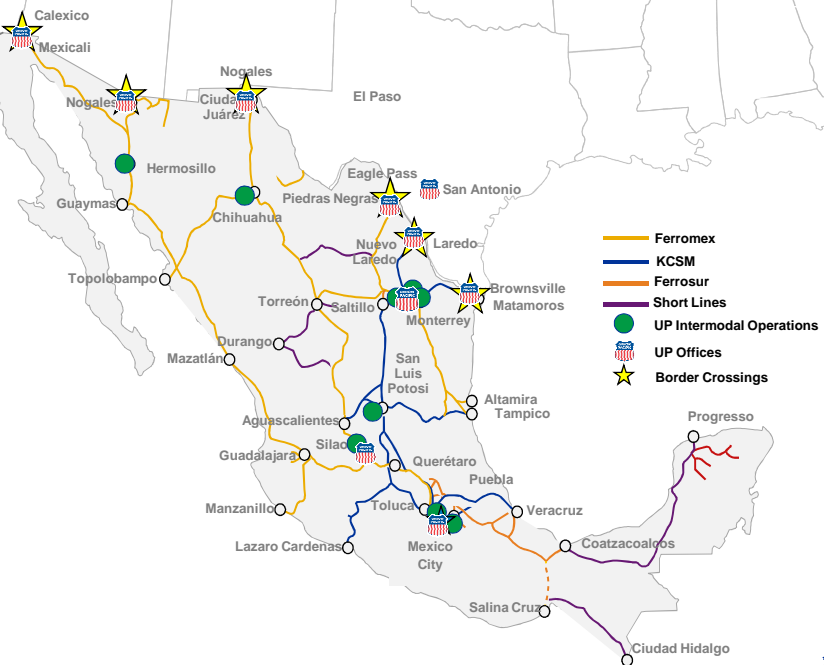 Calexico
Mexicali
Nogales
Nogales
Ciuda
Juárez
El Paso
Hermosillo
Eagle Pass
San Antonio
Piedras Negras
Guaymas
Chihuahua
Nuevo
Laredo
Laredo
Ferromex
KCSM
Ferrosur
Short Lines
UP Intermodal Operations
UP Offices
Border Crossings
Topolobampo
Brownsville
Matamoros
Torreón
Saltillo
Monterrey
Durango
Mazatlán
San
Luis
Potosi
Altamira
Tampico
Aguascalientes
Silao
Guadalajara
Querétaro
Progresso
Puebla
Manzanillo
Toluca
Veracruz
Lazaro Cardenas
Mexico
City
Coatzacoalcos
Salina Cruz
Ciudad Hidalgo